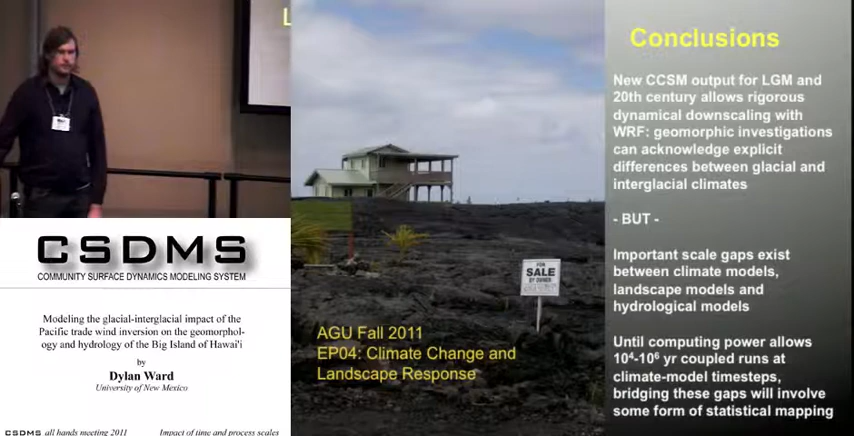 L
CSDMS
COMMUNITY SURFACE DYNAMICS MODELING SYSTEM
Modeling the glacial-interglacial impact of the
Pacific trade wind inversion on the geomorphol-
ogy and hydrology of the Big Island of Hawai'i
by
Dylan Ward
University of New Mexico
CSDMS all hands meeting 2011 Impact of time and process scales
FOR
SALE
BY OWNER
AGU Fall 2011
EP04: Climate Change and
Landscape Response
Conclusions
New CCSM output for LGM and
20th century allows rigorous
dynamical downscaling with
WRF: geomorphic investigations
can acknowledge explicit
differences between glacial and
interglacial climates
- BUT -
Important scale gaps exist
between climate models,
landscape models and
hydrological models
Until computing power allows
10⁴-10⁶ yr coupled runs at
climate-model timesteps,
bridging these gaps will involve
some form of statistical mapping